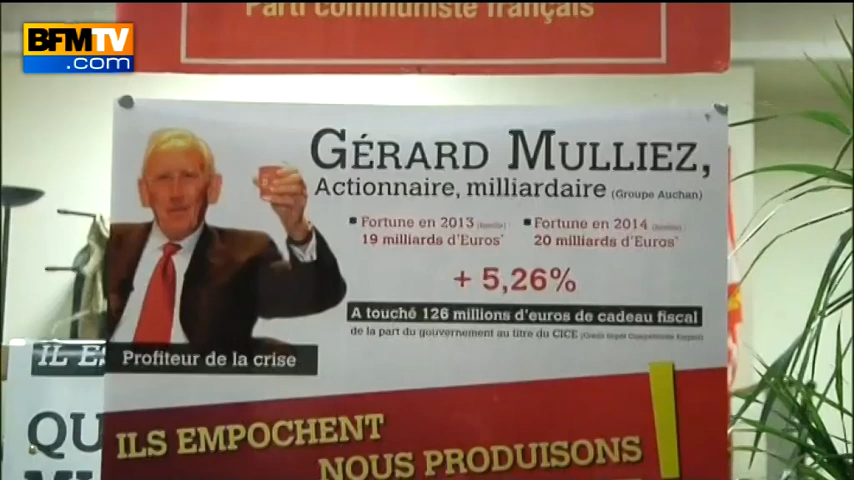 Parti communiste français
BFMTV
.com
GÉRARD MULLIEZ,
Actionnaire, milliardaire (Groupe Auchan)
Fortune en 2013
Fortune en 2014
19 milliards d'Euros*
20 milliards d'Euros*
+ 5,26%
A touché 126 millions d'euros de cadeau fiscal
de la part du gouvernement au titre du CICE
Profiteur de la crise
IL ES
QU
ILS EMPOCHENT
NOUS PRODUISONS !